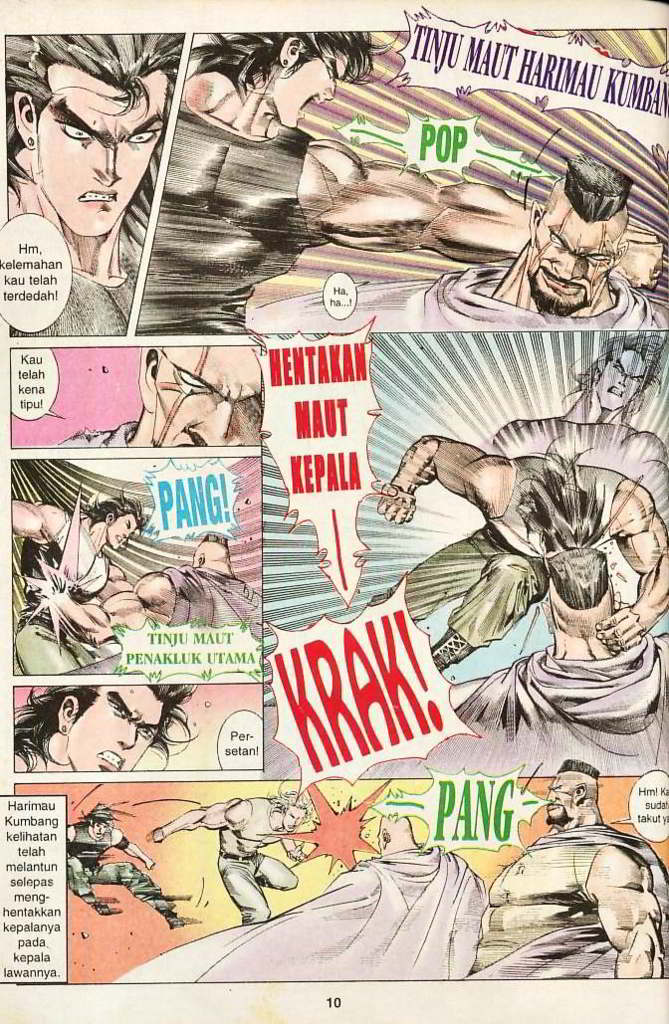 Hm,
kelemahan
kau telah
terdedah!
TINJU MAUT HARIMAU KUMBAN
POP
Ha,
ha...!
Kau
telah
kena
tipu!
HENTAKAN
MAUT
KEPALA
PANG!
TINJU MAUT
PENAKLUK UTAMA
KRAK!
Per-
setan!
Harimau
Kumbang
kelihatan
telah
melantun
selepas
meng-
hentakkan
kepalanya
pada
kepala
lawannya.
PANG
Hm! Ka
sudah
takut
10